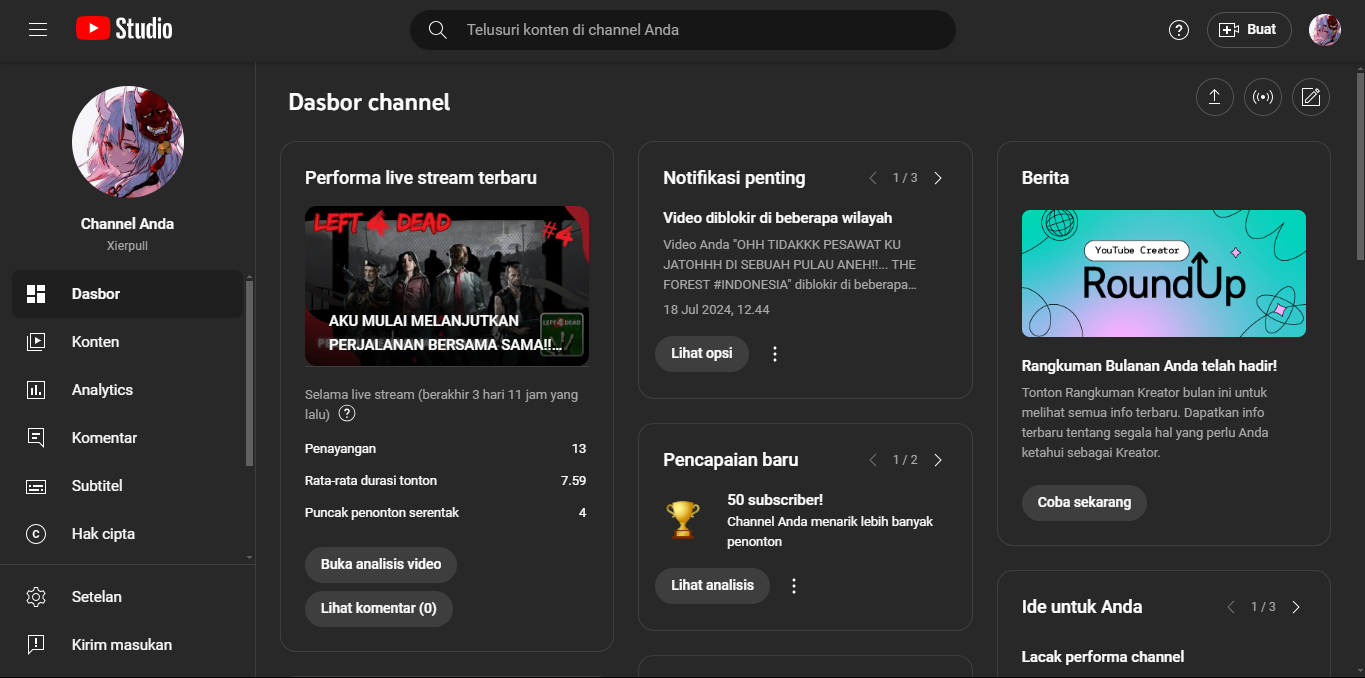 Studio
Telusuri konten di channel Anda
Buat
Channel Anda
Xierpull
Dasbor
Konten
Analytics
Komentar
Subtitel
Hak cipta
Setelan
Kirim masukan
Dasbor channel
Performa live stream terbaru
LEFT 4 DEAD
#4
AKU MULAI MELANJUTKAN
PERJALANAN BERSAMA SAMA!!...
LEFT 4 DEAD
Selama live stream (berakhir 3 hari 11 jam yang
lalu)
Penayangan 13
Rata-rata durasi tonton 7.59
Puncak penonton serentak 4
Buka analisis video
Lihat komentar (0)
Notifikasi penting 1 / 3
Video diblokir di beberapa wilayah
Video Anda "OHH TIDAKKK PESAWAT KU
JATOHHH DI SEBUAH PULAU ANEH!!... THE
FOREST #INDONESIA" diblokir di beberapa...
18 Jul 2024, 12.44
Lihat opsi
Pencapaian baru 1 / 2
50 subscriber!
Channel Anda menarik lebih banyak
penonton
Lihat analisis
Berita
YouTube Creator
RoundUp
Rangkuman Bulanan Anda telah hadir!
Tonton Rangkuman Kreator bulan ini untuk
melihat semua info terbaru. Dapatkan info
terbaru tentang segala hal yang perlu Anda
ketahui sebagai Kreator.
Coba sekarang
Ide untuk Anda 1 / 3
Lacak performa channel